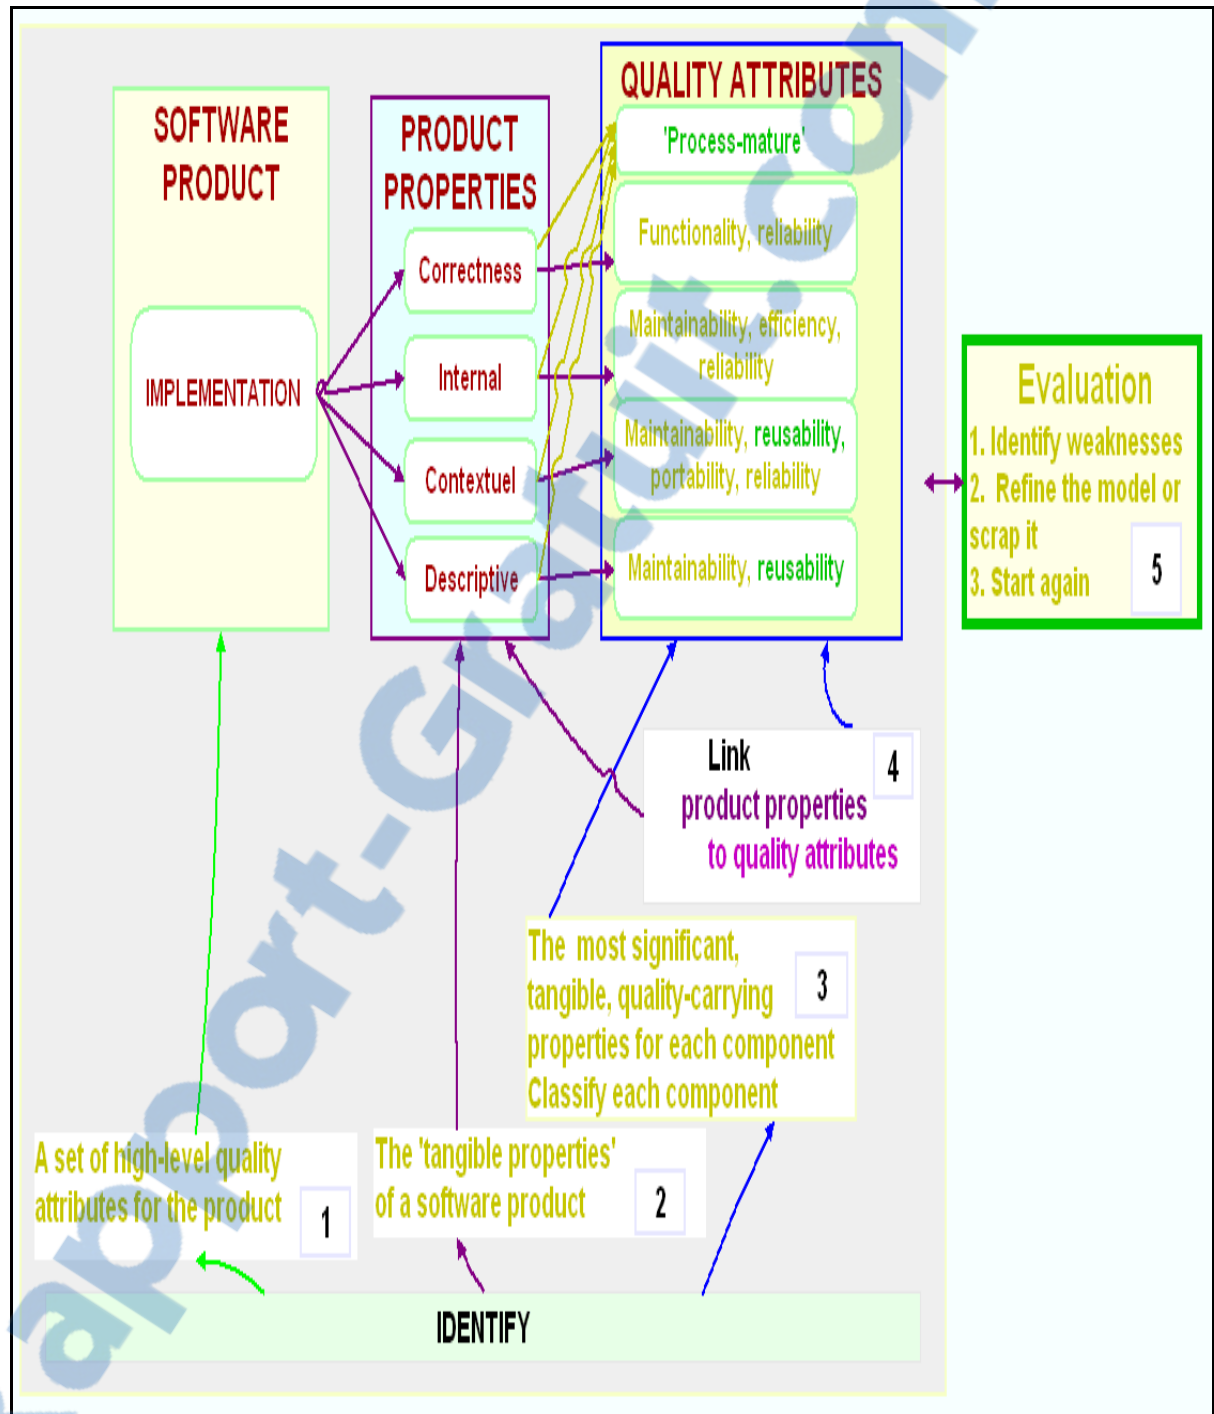 SOFTWARE
PRODUCT
IMPLEMENTATION
PRODUCT
PROPERTIES
Correctness
Internal
Contextuel
Descriptive
QUALITY ATTRIBUTES
'Process-mature'
Functionality, reliability
Maintainability, efficiency,
reliability
Maintainability, reusability,
portability, reliability
Maintainability, reusability
Evaluation
1. Identify weaknesses
2. Refine the model or
scrap it
3. Start again
5
Link
product properties
to quality attributes
4
The most significant,
tangible, quality-carrying
properties for each component
Classify each component
3
A set of high-level quality
attributes for the product
1
The 'tangible properties'
of a software product
2
IDENTIFY
apport-Gratuit.com